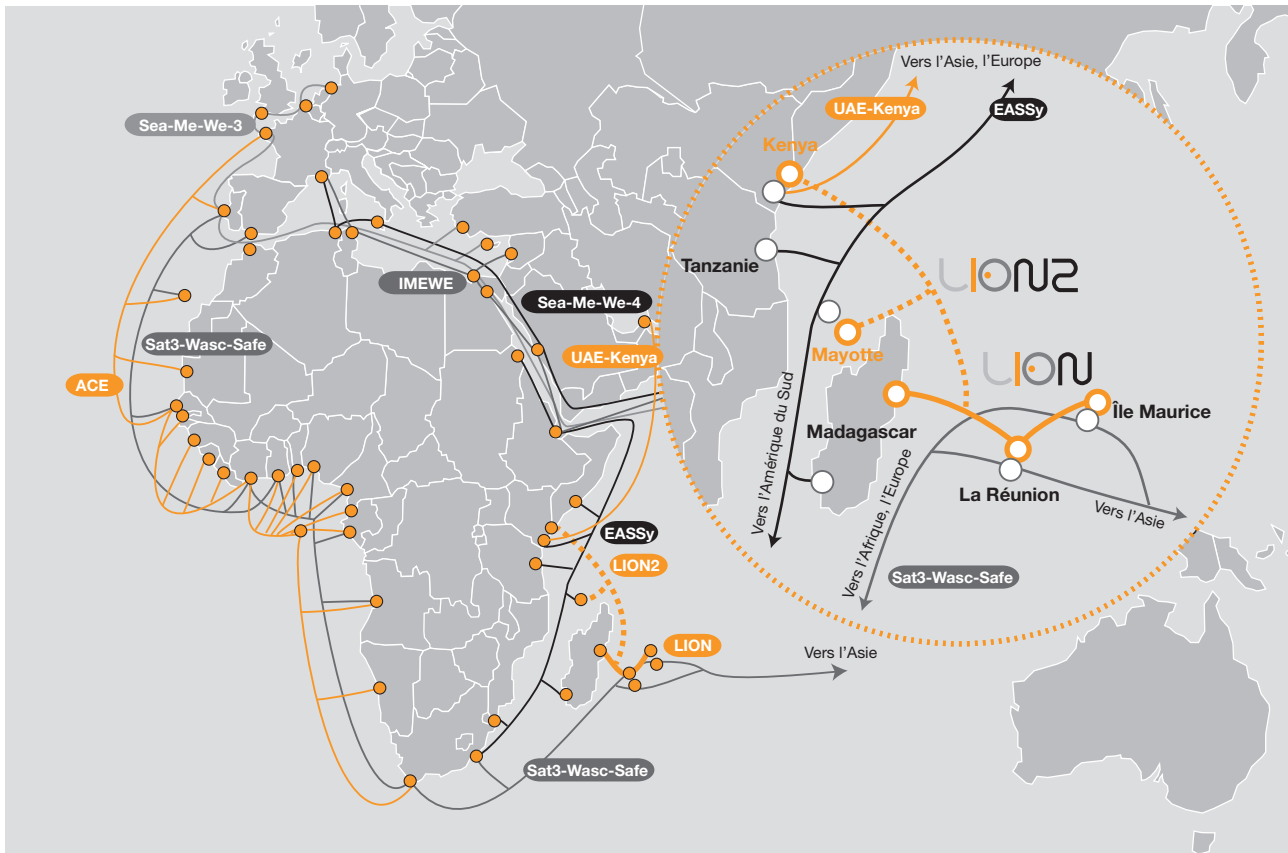 Sea-Me-We-3
IMEWE
Sea-Me-We-4
Sat3-Wasc-Safe
UAE-Kenya
ACE
EASSy
LION2
LION
Vers l'Asie
Sat3-Wasc-Safe
Vers l'Asie, l'Europe
UAE-Kenya
EASSy
Kenya
Tanzanie
LION2
Mayotte
LION
Île Maurice
Madagascar
La Réunion
Vers l'Amérique du Sud
Vers l'Afrique, l'Europe
Vers l'Asie
Sat3-Wasc-Safe